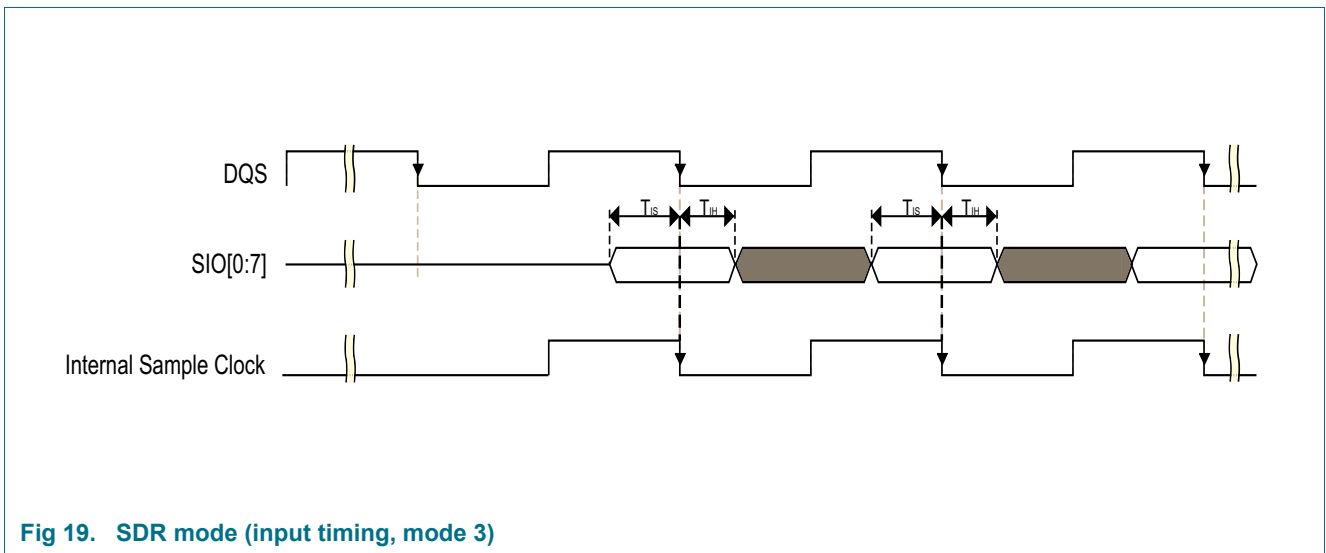 DQS
TIS TIH TIS TIH
SIO[0:7]
Internal Sample Clock
Fig 19. SDR mode (input timing, mode 3)